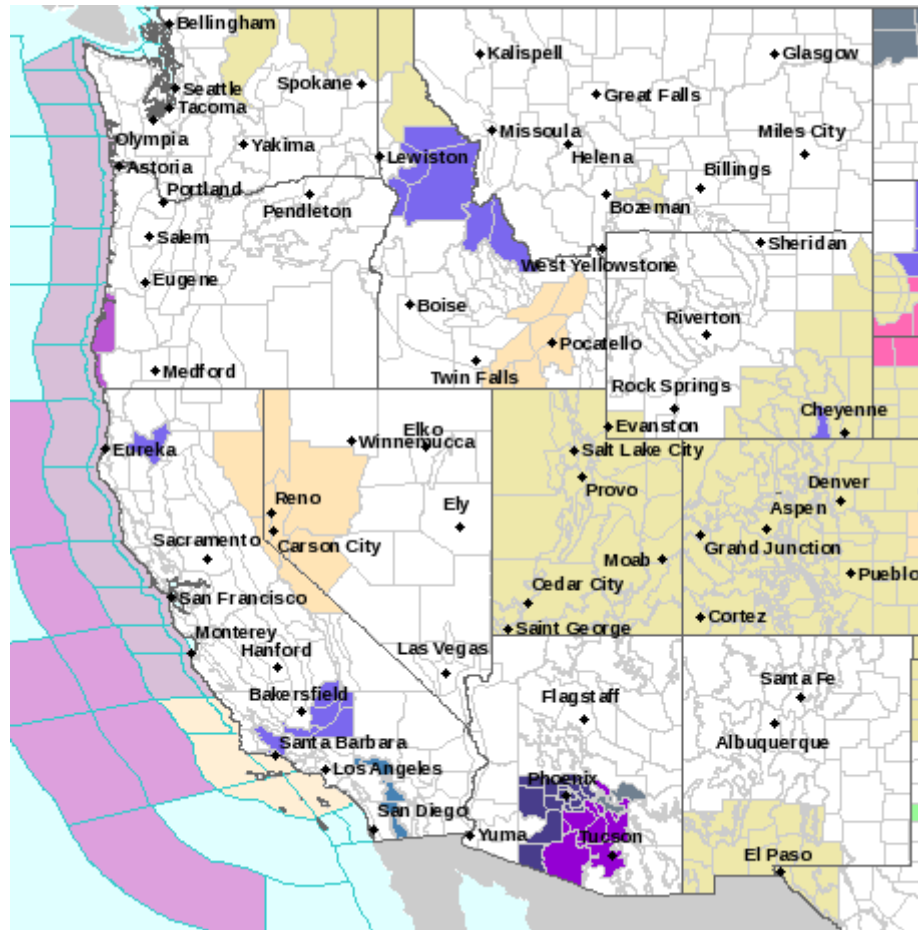 Bellingham
Kalispell
Glasgow
Spokane
Seattle
Great Falls
Tacoma
Olympia
Missoula
Miles City
Yakima
Helena
Lewiston
Astoria
Billings
Portland
Pendleton
Bozeman
Salem
Sheridan
West Yellowstone
Eugene
Boise
Riverton
Pocatello
Medford
Twin Falls
Rock Springs
Cheyenne
Elko
Evanston
Eureka
Winnemucca
Salt Lake City
Denver
Provo
Reno
Ely
Aspen
Sacramento
Carson City
Grand Junction
Moab
Pueblo
Cedar City
San Francisco
Cortez
Saint George
Monterey
Hanford
Las Vegas
Santa Fe
Bakersfield
Flagstaff
Santa Barbara
Albuquerque
Los Angeles
Phoenix
San Diego
Yuma
Tucson
El Paso